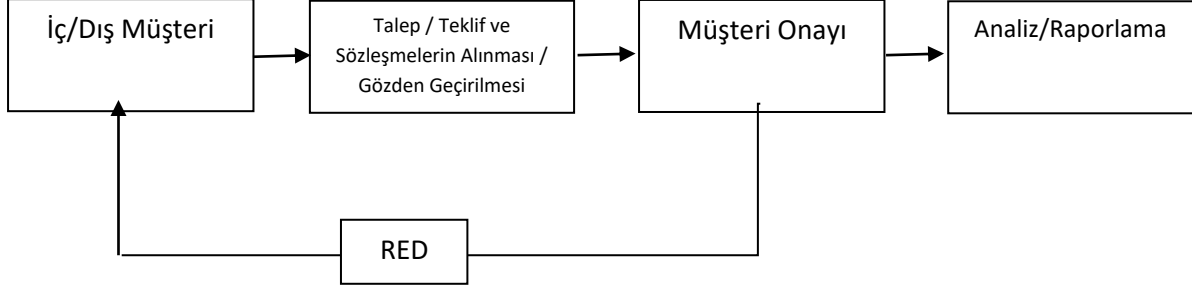 İç/Dış Müşteri
Talep / Teklif ve
Sözleşmelerin Alınması /
Gözden Geçirilmesi
Müşteri Onayı
Analiz/Raporlama
RED